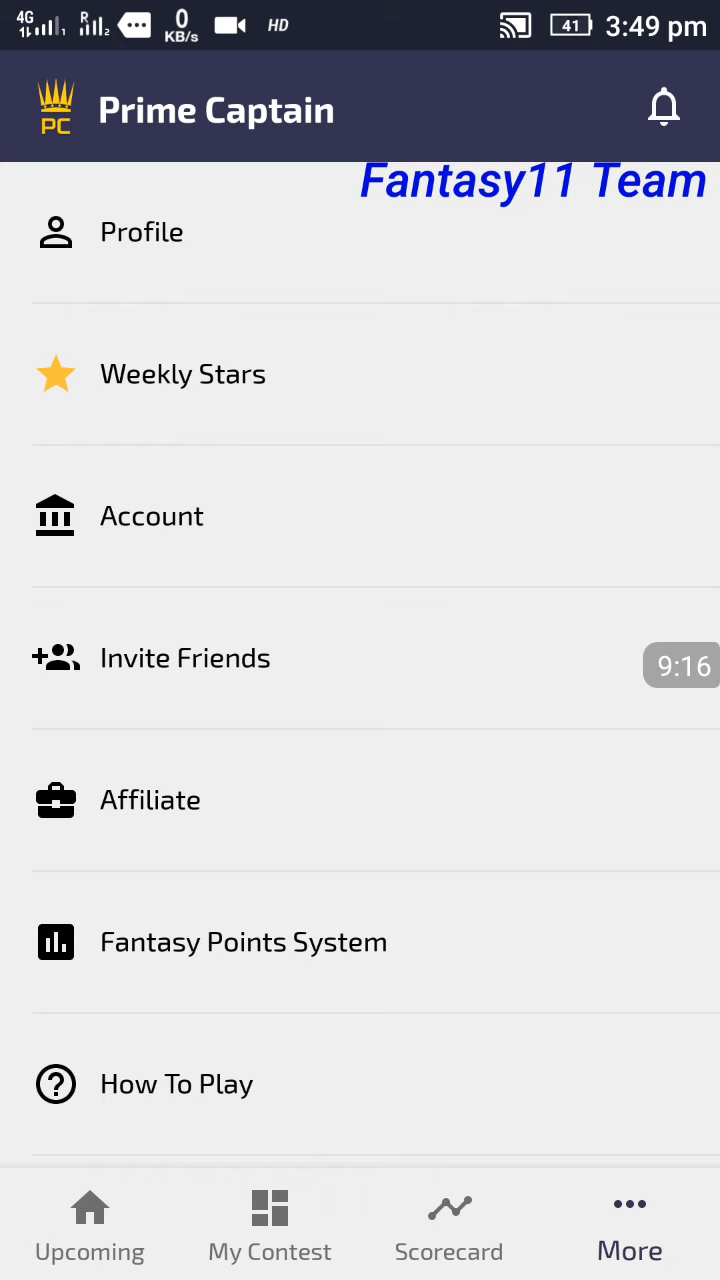 4G R 0 KB/s HD 41 3:49 pm
PC Prime Captain
Fantasy11 Team
Profile
Weekly Stars
Account
Invite Friends
9:16
Affiliate
Fantasy Points System
How To Play
Upcoming My Contest Scorecard More